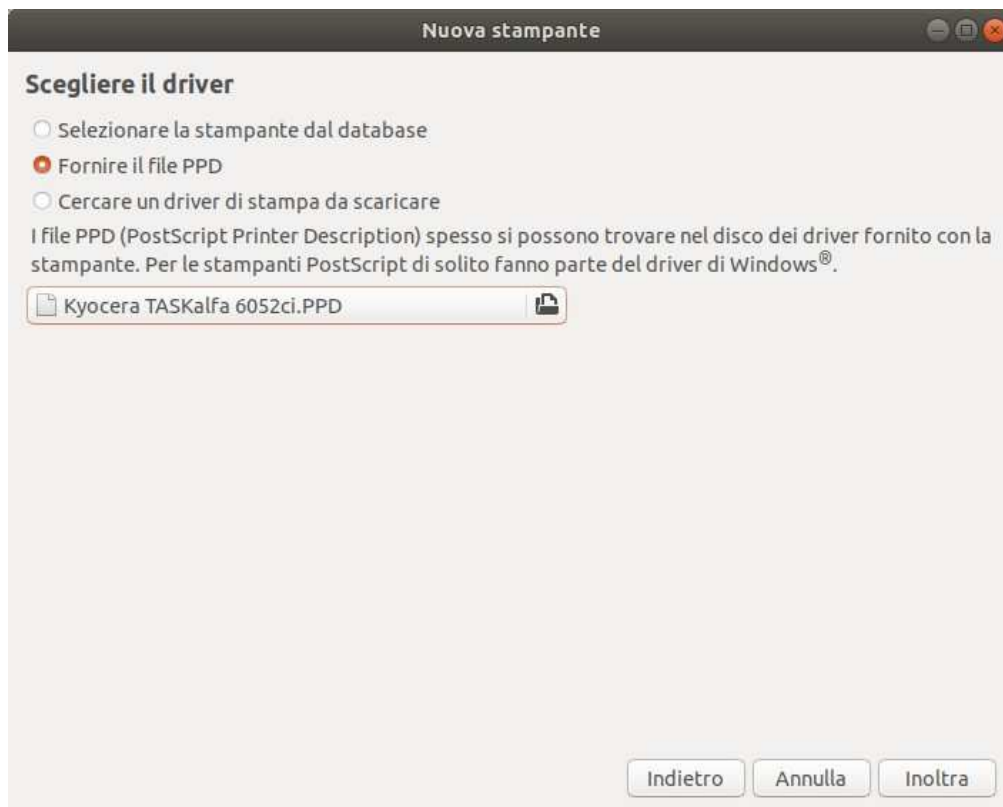 Nuova stampante
Scegliere il driver
Selezionare la stampante dal database
Fornire il file PPD
Cercare un driver di stampa da scaricare
I file PPD (PostScript Printer Description) spesso si possono trovare nel disco dei driver fornito con la
stampante. Per le stampanti PostScript di solito fanno parte del driver di Windows®.
Kyocera TASKalfa 6052ci.PPD
Indietro Annulla Inoltra